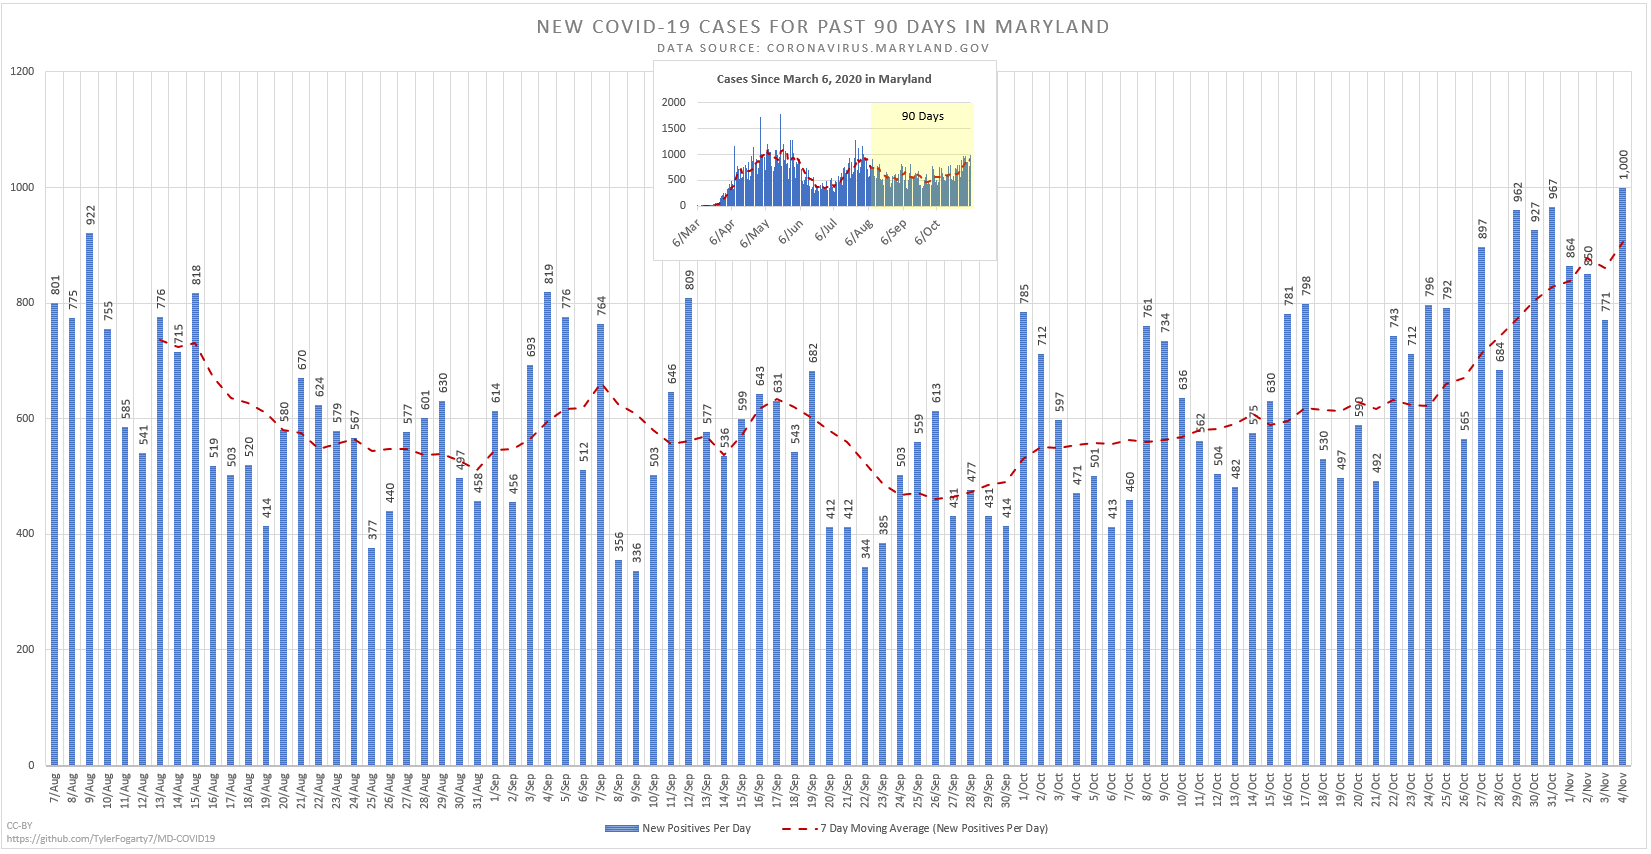 NEW COVID-19 CASES FOR PAST 90 DAYS IN MARYLAND
DATA SOURCE: CORONAVIRUS.MARYLAND.GOV
Cases Since March 6, 2020 in Maryland
90 Days
2000
1500
1000
500
0
6/Mar
6/Apr
6/May
6/Jun
6/Jul
6/Aug
6/Sep
6/Oct
1200
1000
800
600
400
200
0
801
775
922
755
585
541
776
715
818
519
503
520
414
580
670
624
579
567
377
440
577
601
630
497
458
614
456
693
819
776
512
764
356
336
503
646
809
577
536
599
643
631
543
682
412
412
344
385
503
559
613
431
477
431
414
785
712
597
471
501
413
460
761
734
636
562
504
482
575
630
781
798
530
497
590
492
743
712
796
792
565
897
684
962
927
967
864
850
771
1,000
7/Aug
8/Aug
9/Aug
10/Aug
11/Aug
12/Aug
13/Aug
14/Aug
15/Aug
16/Aug
17/Aug
18/Aug
19/Aug
20/Aug
21/Aug
22/Aug
23/Aug
24/Aug
25/Aug
26/Aug
27/Aug
28/Aug
29/Aug
30/Aug
31/Aug
1/Sep
2/Sep
3/Sep
4/Sep
5/Sep
6/Sep
7/Sep
8/Sep
9/Sep
10/Sep
11/Sep
12/Sep
13/Sep
14/Sep
15/Sep
16/Sep
17/Sep
18/Sep
19/Sep
20/Sep
21/Sep
22/Sep
23/Sep
24/Sep
25/Sep
26/Sep
27/Sep
28/Sep
29/Sep
30/Sep
1/Oct
2/Oct
3/Oct
4/Oct
5/Oct
6/Oct
7/Oct
8/Oct
9/Oct
10/Oct
11/Oct
12/Oct
13/Oct
14/Oct
15/Oct
16/Oct
17/Oct
18/Oct
19/Oct
20/Oct
21/Oct
22/Oct
23/Oct
24/Oct
25/Oct
26/Oct
27/Oct
28/Oct
29/Oct
30/Oct
31/Oct
1/Nov
2/Nov
3/Nov
4/Nov
New Positives Per Day
7 Day Moving Average (New Positives Per Day)
CC-BY
https://github.com/TylerFogarty7/MD-COVID19